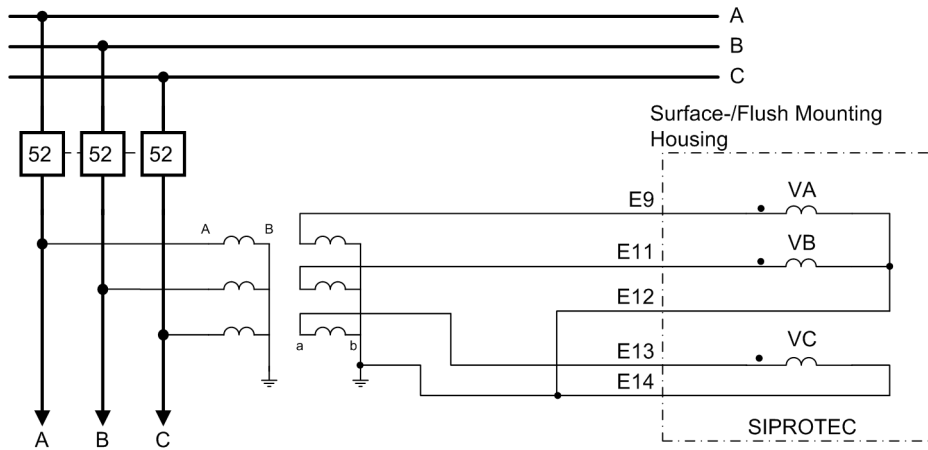 A
B
C
Surface-/Flush Mounting
Housing
52
52
52
E9
VA
A
B
E11
VB
E12
E13
VC
a
b
E14
SIPROTEC
A
B
C